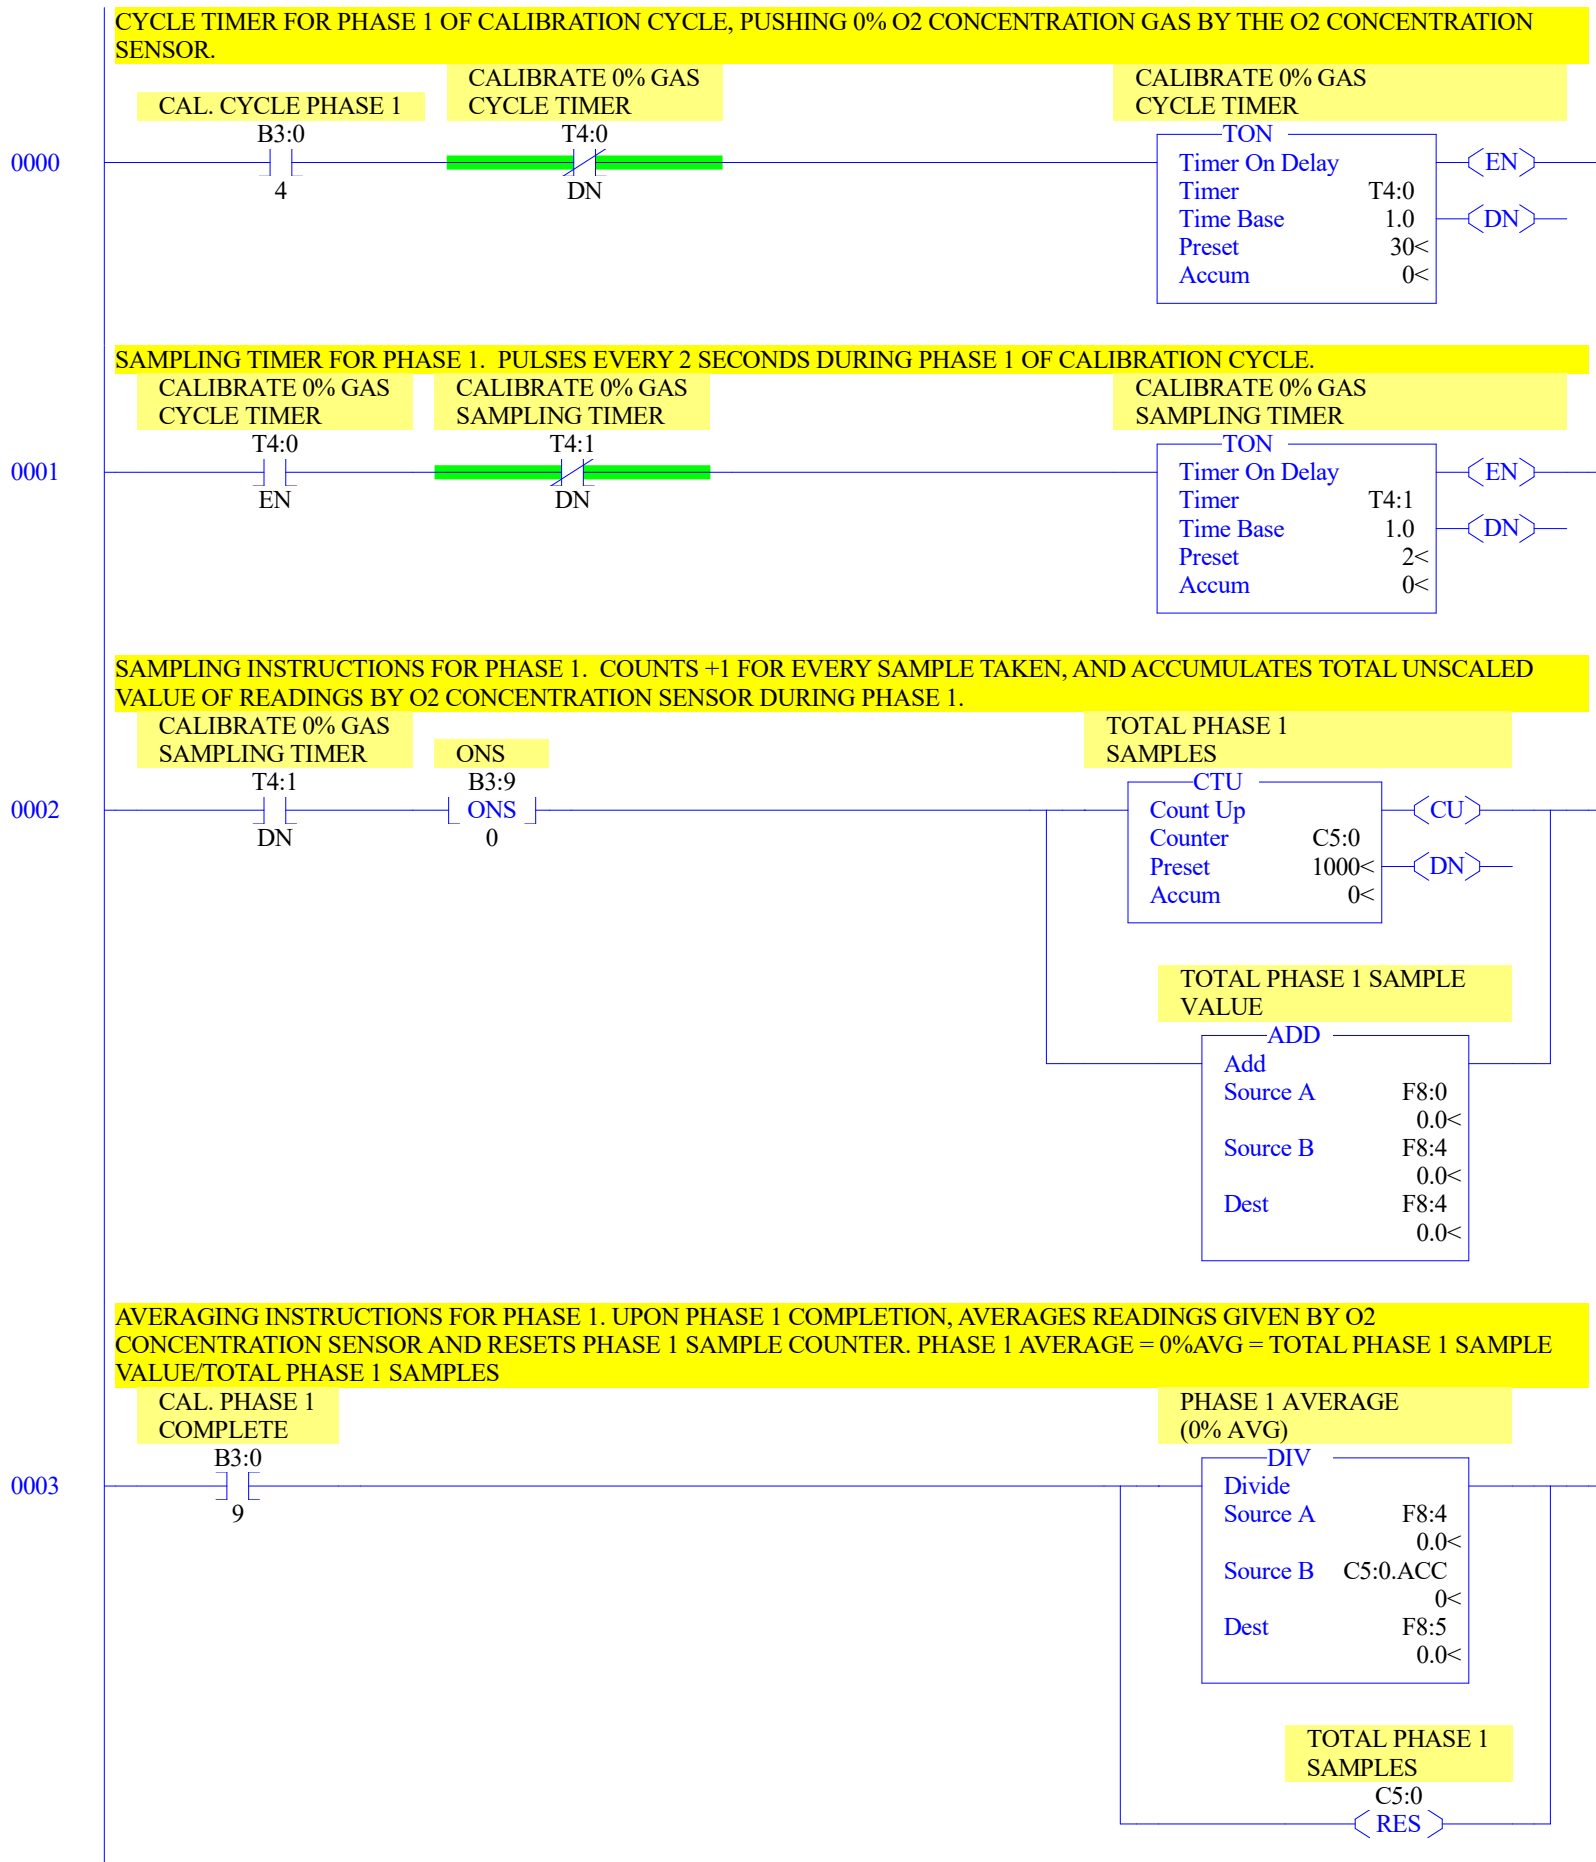 CYCLE TIMER FOR PHASE 1 OF CALIBRATION CYCLE, PUSHING 0% O2 CONCENTRATION GAS BY THE O2 CONCENTRATION
SENSOR.
CALIBRATE 0% GAS
CYCLE TIMER
CALIBRATE 0% GAS
CYCLE TIMER
CAL. CYCLE PHASE 1
B3:0
T4:0
TON
0000
4
DN
Timer On Delay
EN
Timer T4:0
Time Base 1.0
DN
Preset 30<
Accum 0<
SAMPLING TIMER FOR PHASE 1.  PULSES EVERY 2 SECONDS DURING PHASE 1 OF CALIBRATION CYCLE.
CALIBRATE 0% GAS
CYCLE TIMER
CALIBRATE 0% GAS
SAMPLING TIMER
CALIBRATE 0% GAS
SAMPLING TIMER
T4:0
T4:1
TON
0001
EN
DN
Timer On Delay
EN
Timer T4:1
Time Base 1.0
DN
Preset 2<
Accum 0<
SAMPLING INSTRUCTIONS FOR PHASE 1.  COUNTS +1 FOR EVERY SAMPLE TAKEN, AND ACCUMULATES TOTAL UNSCALED
VALUE OF READINGS BY O2 CONCENTRATION SENSOR DURING PHASE 1.
CALIBRATE 0% GAS
SAMPLING TIMER
ONS
TOTAL PHASE 1
SAMPLES
T4:1
B3:9
CTU
0002
DN
ONS
0
Count Up
CU
Counter C5:0
Preset 1000<
DN
Accum 0<
TOTAL PHASE 1 SAMPLE
VALUE
ADD
Add
Source A F8:0
0.0<
Source B F8:4
0.0<
Dest F8:4
0.0<
AVERAGING INSTRUCTIONS FOR PHASE 1. UPON PHASE 1 COMPLETION, AVERAGES READINGS GIVEN BY O2
CONCENTRATION SENSOR AND RESETS PHASE 1 SAMPLE COUNTER. PHASE 1 AVERAGE = 0%AVG = TOTAL PHASE 1 SAMPLE
VALUE/TOTAL PHASE 1 SAMPLES
CAL. PHASE 1
COMPLETE
PHASE 1 AVERAGE
(0% AVG)
B3:0
DIV
0003
9
Divide
Source A F8:4
0.0<
Source B C5:0.ACC
0<
Dest F8:5
0.0<
TOTAL PHASE 1
SAMPLES
C5:0
RES